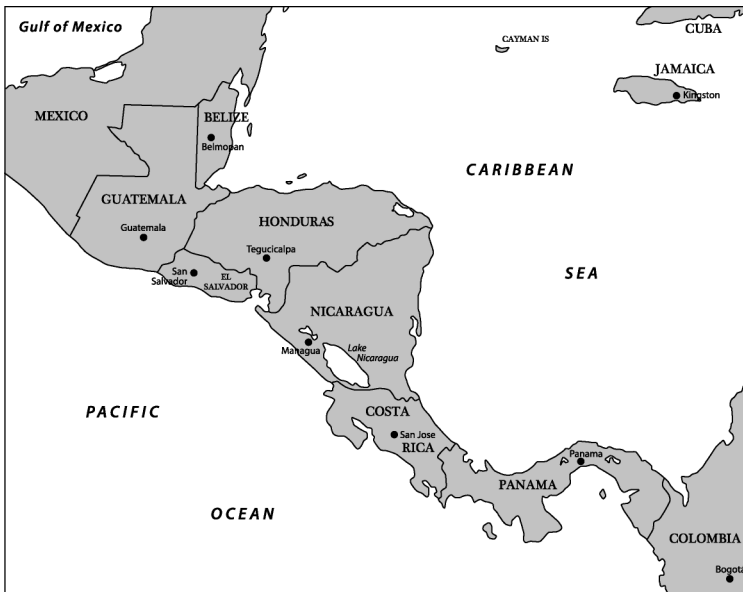 Gulf of Mexico
CUBA
CAYMAN IS
JAMAICA
Kingston
MEXICO
BELIZE
Belmopan
CARIBBEAN
SEA
GUATEMALA
Guatemala
HONDURAS
Tegucicalpa
San
Salvador
EL
SALVADOR
NICARAGUA
Managua
Lake
Nicaragua
PACIFIC
OCEAN
COSTA
RICA
San Jose
Panama
PANAMA
COLOMBIA
Bogota